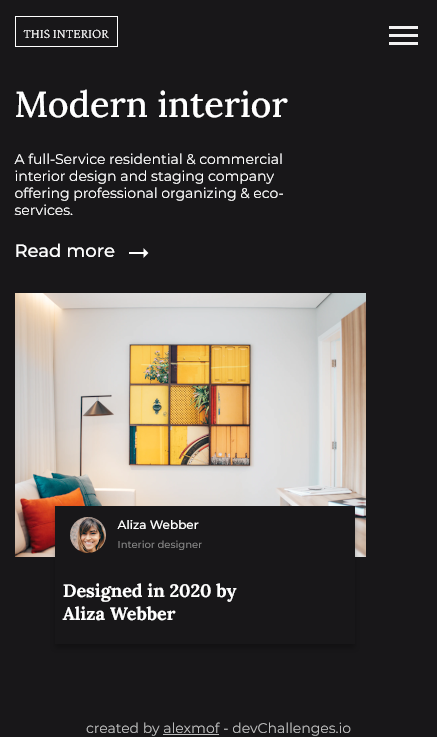 THIS INTERIOR
Modern interior
A full-Service residential & commercial
interior design and staging company
offering professional organizing & eco-
services.
Read more
Aliza Webber
Interior designer
Designed in 2020 by
Aliza Webber
created by alexmof - devChallenges.io